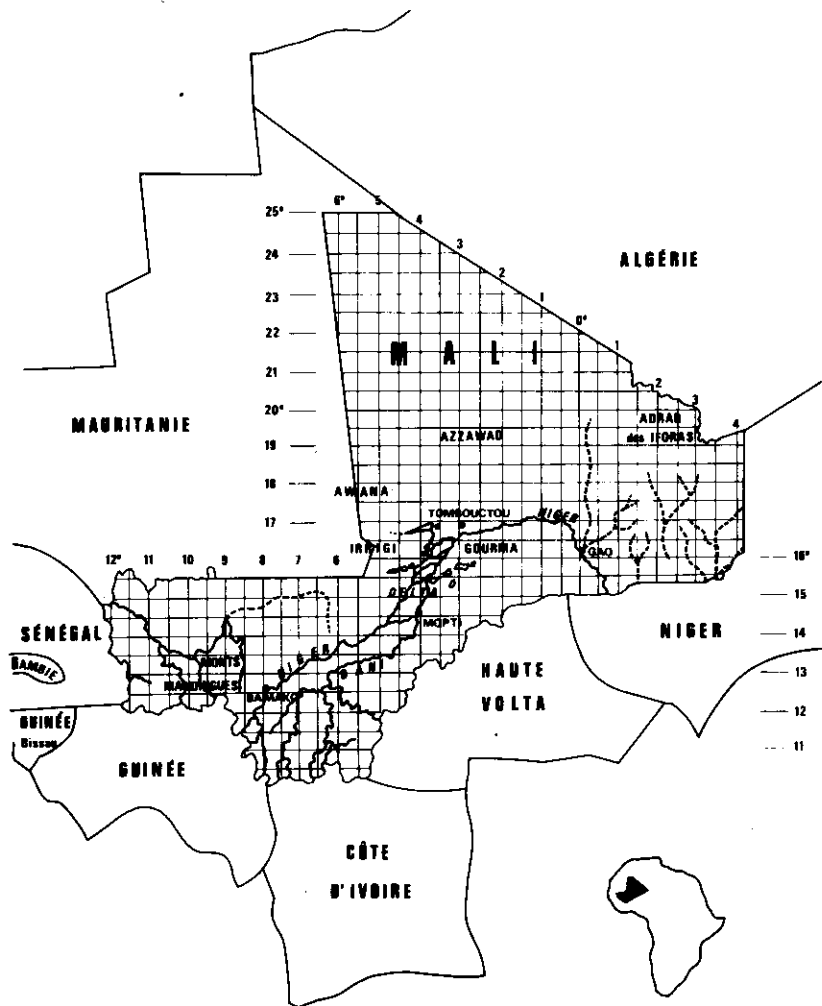 6° 5 4 3 2 1 0° 1 2 3 4
25°
24
23
22
21
20°
19
18
17
ALGÉRIE
MALI
MAURITANIE
ADRAR
des IFORAS
AZZAWAD
AWANA
TOMBOUCTOU
NIGER
IRRIGI
GOURMA
GAO
12° 11 10 9 8 7 6
16°
15
14
13
12
11
DELTA
MOPTI
SÉNÉGAL
GAMBIE
MONTS
MANDINGUES
NIGER
BANI
BAMAKO
NIGER
HAUTE
VOLTA
GUINÉE
Bissau
GUINÉE
CÔTE
D'IVOIRE